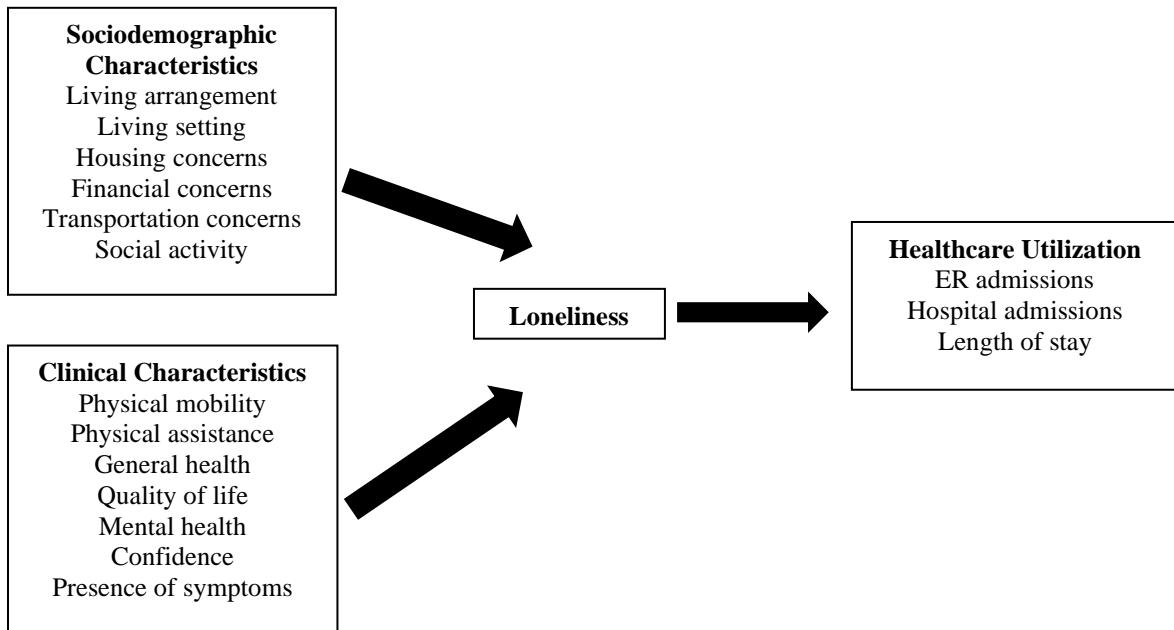 Sociodemographic
Characteristics
Living arrangement
Living setting
Housing concerns
Financial concerns
Transportation concerns
Social activity
Clinical Characteristics
Physical mobility
Physical assistance
General health
Quality of life
Mental health
Confidence
Presence of symptoms
Loneliness
Healthcare Utilization
ER admissions
Hospital admissions
Length of stay